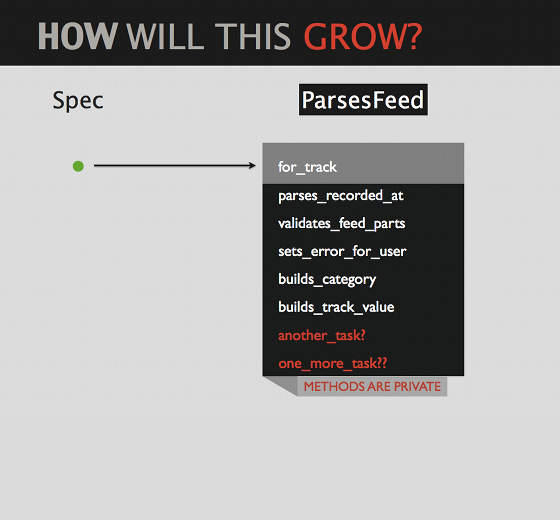 HOW WILL THIS GROW?
Spec
ParsesFeed
for_track
parses_recorded_at
validates_feed_parts
sets_error_for_user
builds_category
builds_track_value
another_task?
one_more_task??
METHODS ARE PRIVATE